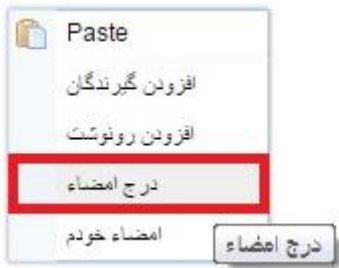 Paste
افزودن گیرندگان
افزودن رونوشت
درج امضاء
امضاء خودم
درج امضاء